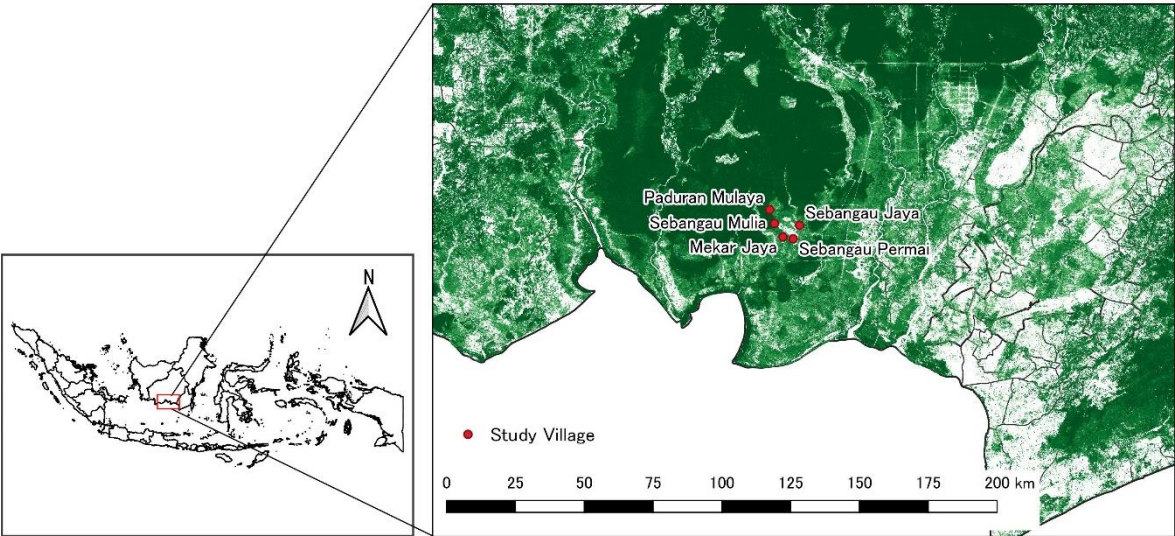 N
Paduran Mulaya
Sebangau Mulia
Sebangau Jaya
Mekar Jaya
Sebangau Permai
Study Village
0 25 50 75 100 125 150 175 200 km